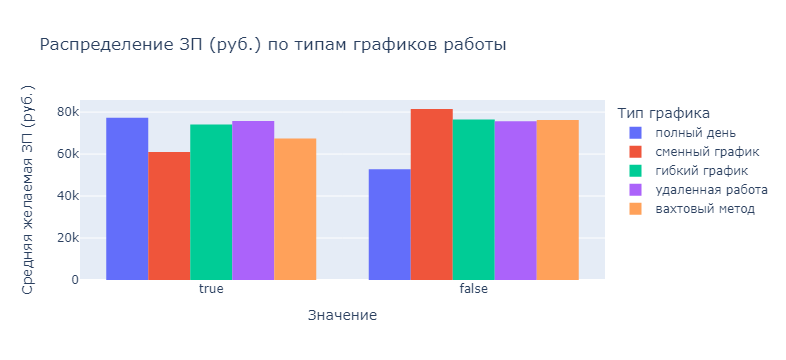 Распределение ЗП (руб.) по типам графиков работы
Средняя желаемая ЗП (руб.)
80k
60k
40k
20k
0
true
false
Значение
Тип графика
полный день
сменный график
гибкий график
удаленная работа
вахтовый метод